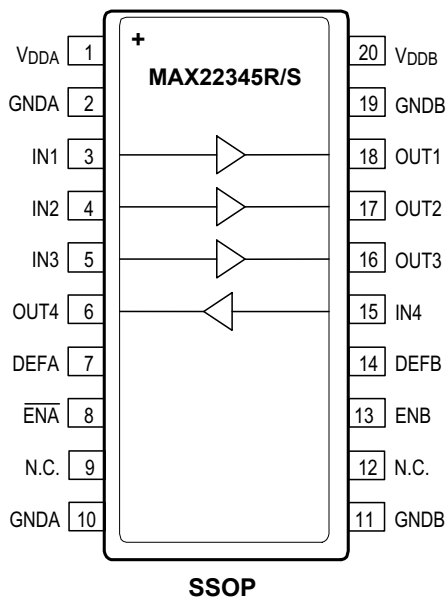 +
MAX22345R/S
VDDA 1 20 VDDB
GNDA 2 19 GNDB
IN1 3 18 OUT1
IN2 4 17 OUT2
IN3 5 16 OUT3
OUT4 6 15 IN4
DEFA 7 14 DEFB
E̅N̅A̅ 8 13 ENB
N.C. 9 12 N.C.
GNDA 10 11 GNDB
SSOP